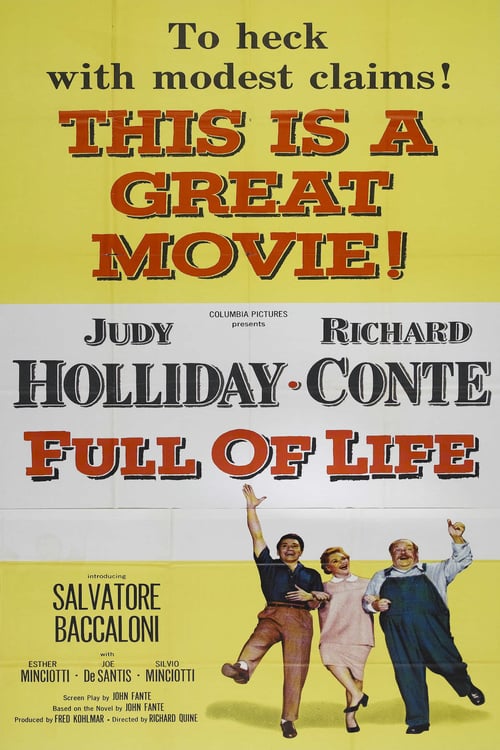 To heck
with modest claims!
THIS IS A
GREAT
MOVIE!
COLUMBIA PICTURES
presents
JUDY RICHARD
HOLLIDAY • CONTE
FULL OF LIFE
introducing
SALVATORE
BACCALONI
with
ESTHER JOE SILVIO
MINCIOTTI • DE SANTIS • MINCIOTTI
Screen Play by JOHN FANTE
Based on the Novel by JOHN FANTE
Produced by FRED KOHLMAR • Directed by RICHARD QUINE